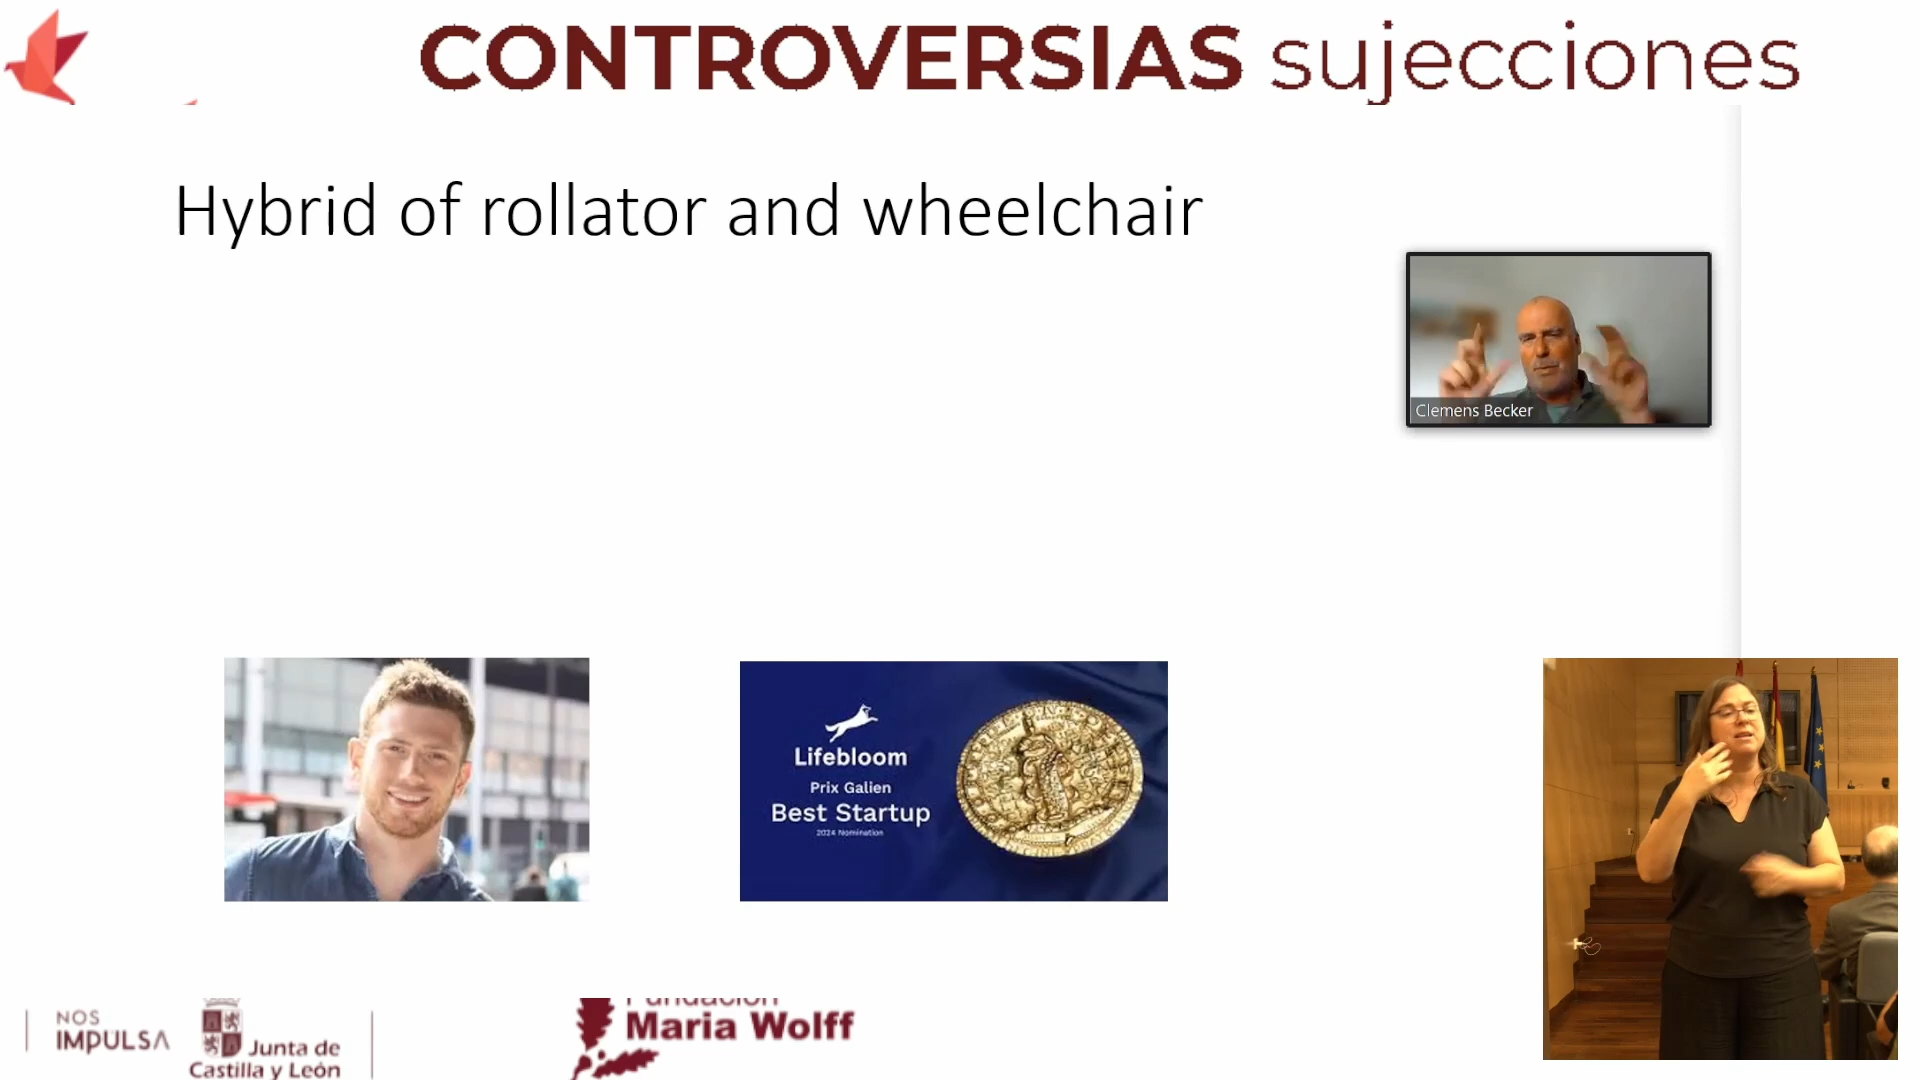 CONTROVERSIAS sujecciones
Hybrid of rollator and wheelchair
Clemens Becker
Lifebloom
Prix Galien
Best Startup
2024 Nomination
NOS
IMPULSA
Junta de
Castilla y León
Fundación
Maria Wolff